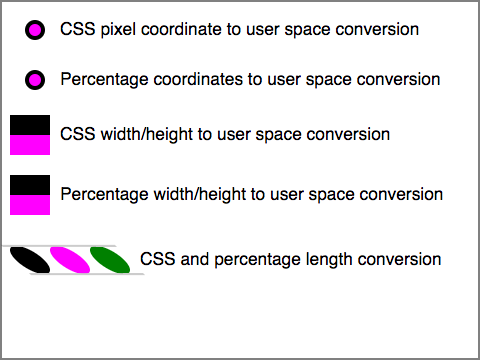 CSS pixel coordinate to user space conversion
Percentage coordinates to user space conversion
CSS width/height to user space conversion
Percentage width/height to user space conversion
CSS and percentage length conversion